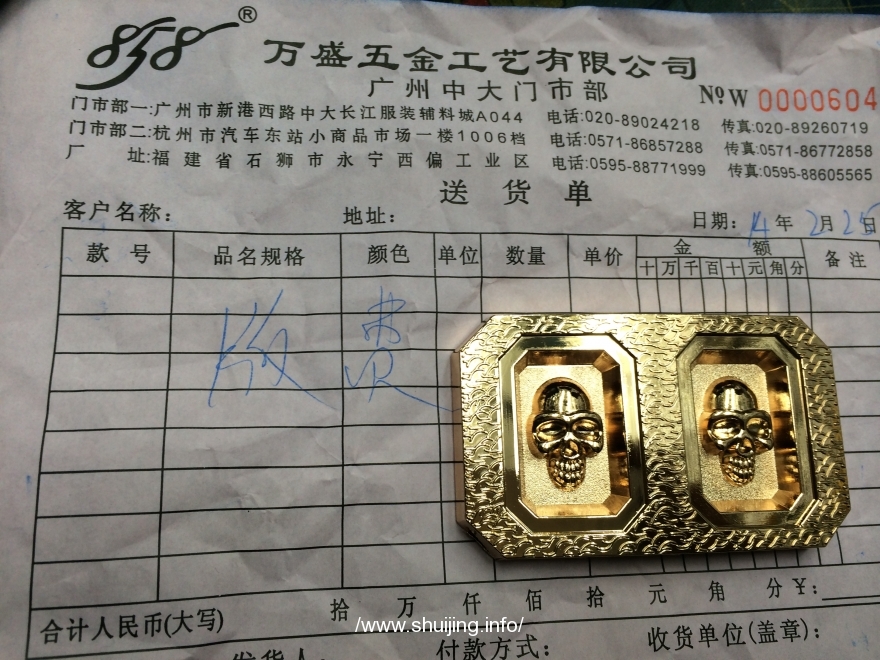 858®
万盛五金工艺有限公司
广州中大门市部
№W 0000604
门市部一:广州市新港西路中大长江服装辅料城A044 电话:020-89024218 传真:020-89260719
门市部二:杭州市汽车东站小商品市场一楼1006档 电话:0571-86857288 传真:0571-86772858
厂 址:福建省石狮市永宁西偏工业区 电话:0595-88771999 传真:0595-88605565
送货单
客户名称: 地址: 日期: 14年2月25日
款号 品名规格 颜色 单位 数量 单价 金额 备注
十万千百十元角分
版费
合计人民币(大写) 拾 万 仟 佰 拾 元 角 分 ¥:
/www.shuijing.info/
发货人: 付款方式: 收货单位(盖章):